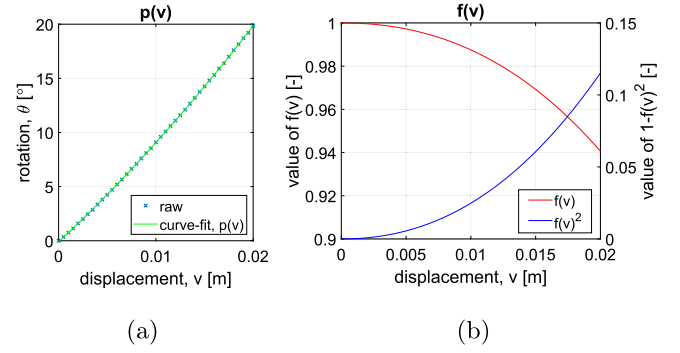 p(v)
20
15
10
5
0
rotation, θ [°]
0
0.01
0.02
displacement, v [m]
raw
curve-fit, p(v)
(a)
f(v)
1
0.98
0.96
0.94
0.92
0.9
value of f(v) [-]
0.15
0.1
0.05
0
value of 1-f(v)² [-]
0
0.005
0.01
0.015
0.02
displacement, v [m]
f(v)
f(v)²
(b)